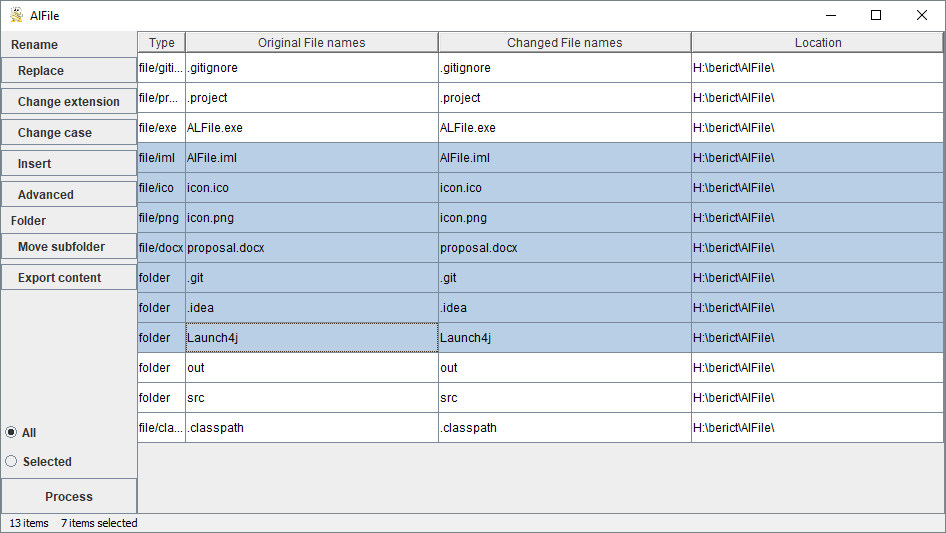 AlFile
Rename
Replace
Change extension
Change case
Insert
Advanced
Folder
Move subfolder
Export content
All
Selected
Process
Type Original File names Changed File names Location
file/giti... .gitignore .gitignore H:\berict\AlFile\
file/pr... .project .project H:\berict\AlFile\
file/exe ALFile.exe ALFile.exe H:\berict\AlFile\
file/iml AlFile.iml AlFile.iml H:\berict\AlFile\
file/ico icon.ico icon.ico H:\berict\AlFile\
file/png icon.png icon.png H:\berict\AlFile\
file/docx proposal.docx proposal.docx H:\berict\AlFile\
folder .git .git H:\berict\AlFile\
folder .idea .idea H:\berict\AlFile\
folder Launch4j Launch4j H:\berict\AlFile\
folder out out H:\berict\AlFile\
folder src src H:\berict\AlFile\
file/cla... .classpath .classpath H:\berict\AlFile\
13 items 7 items selected